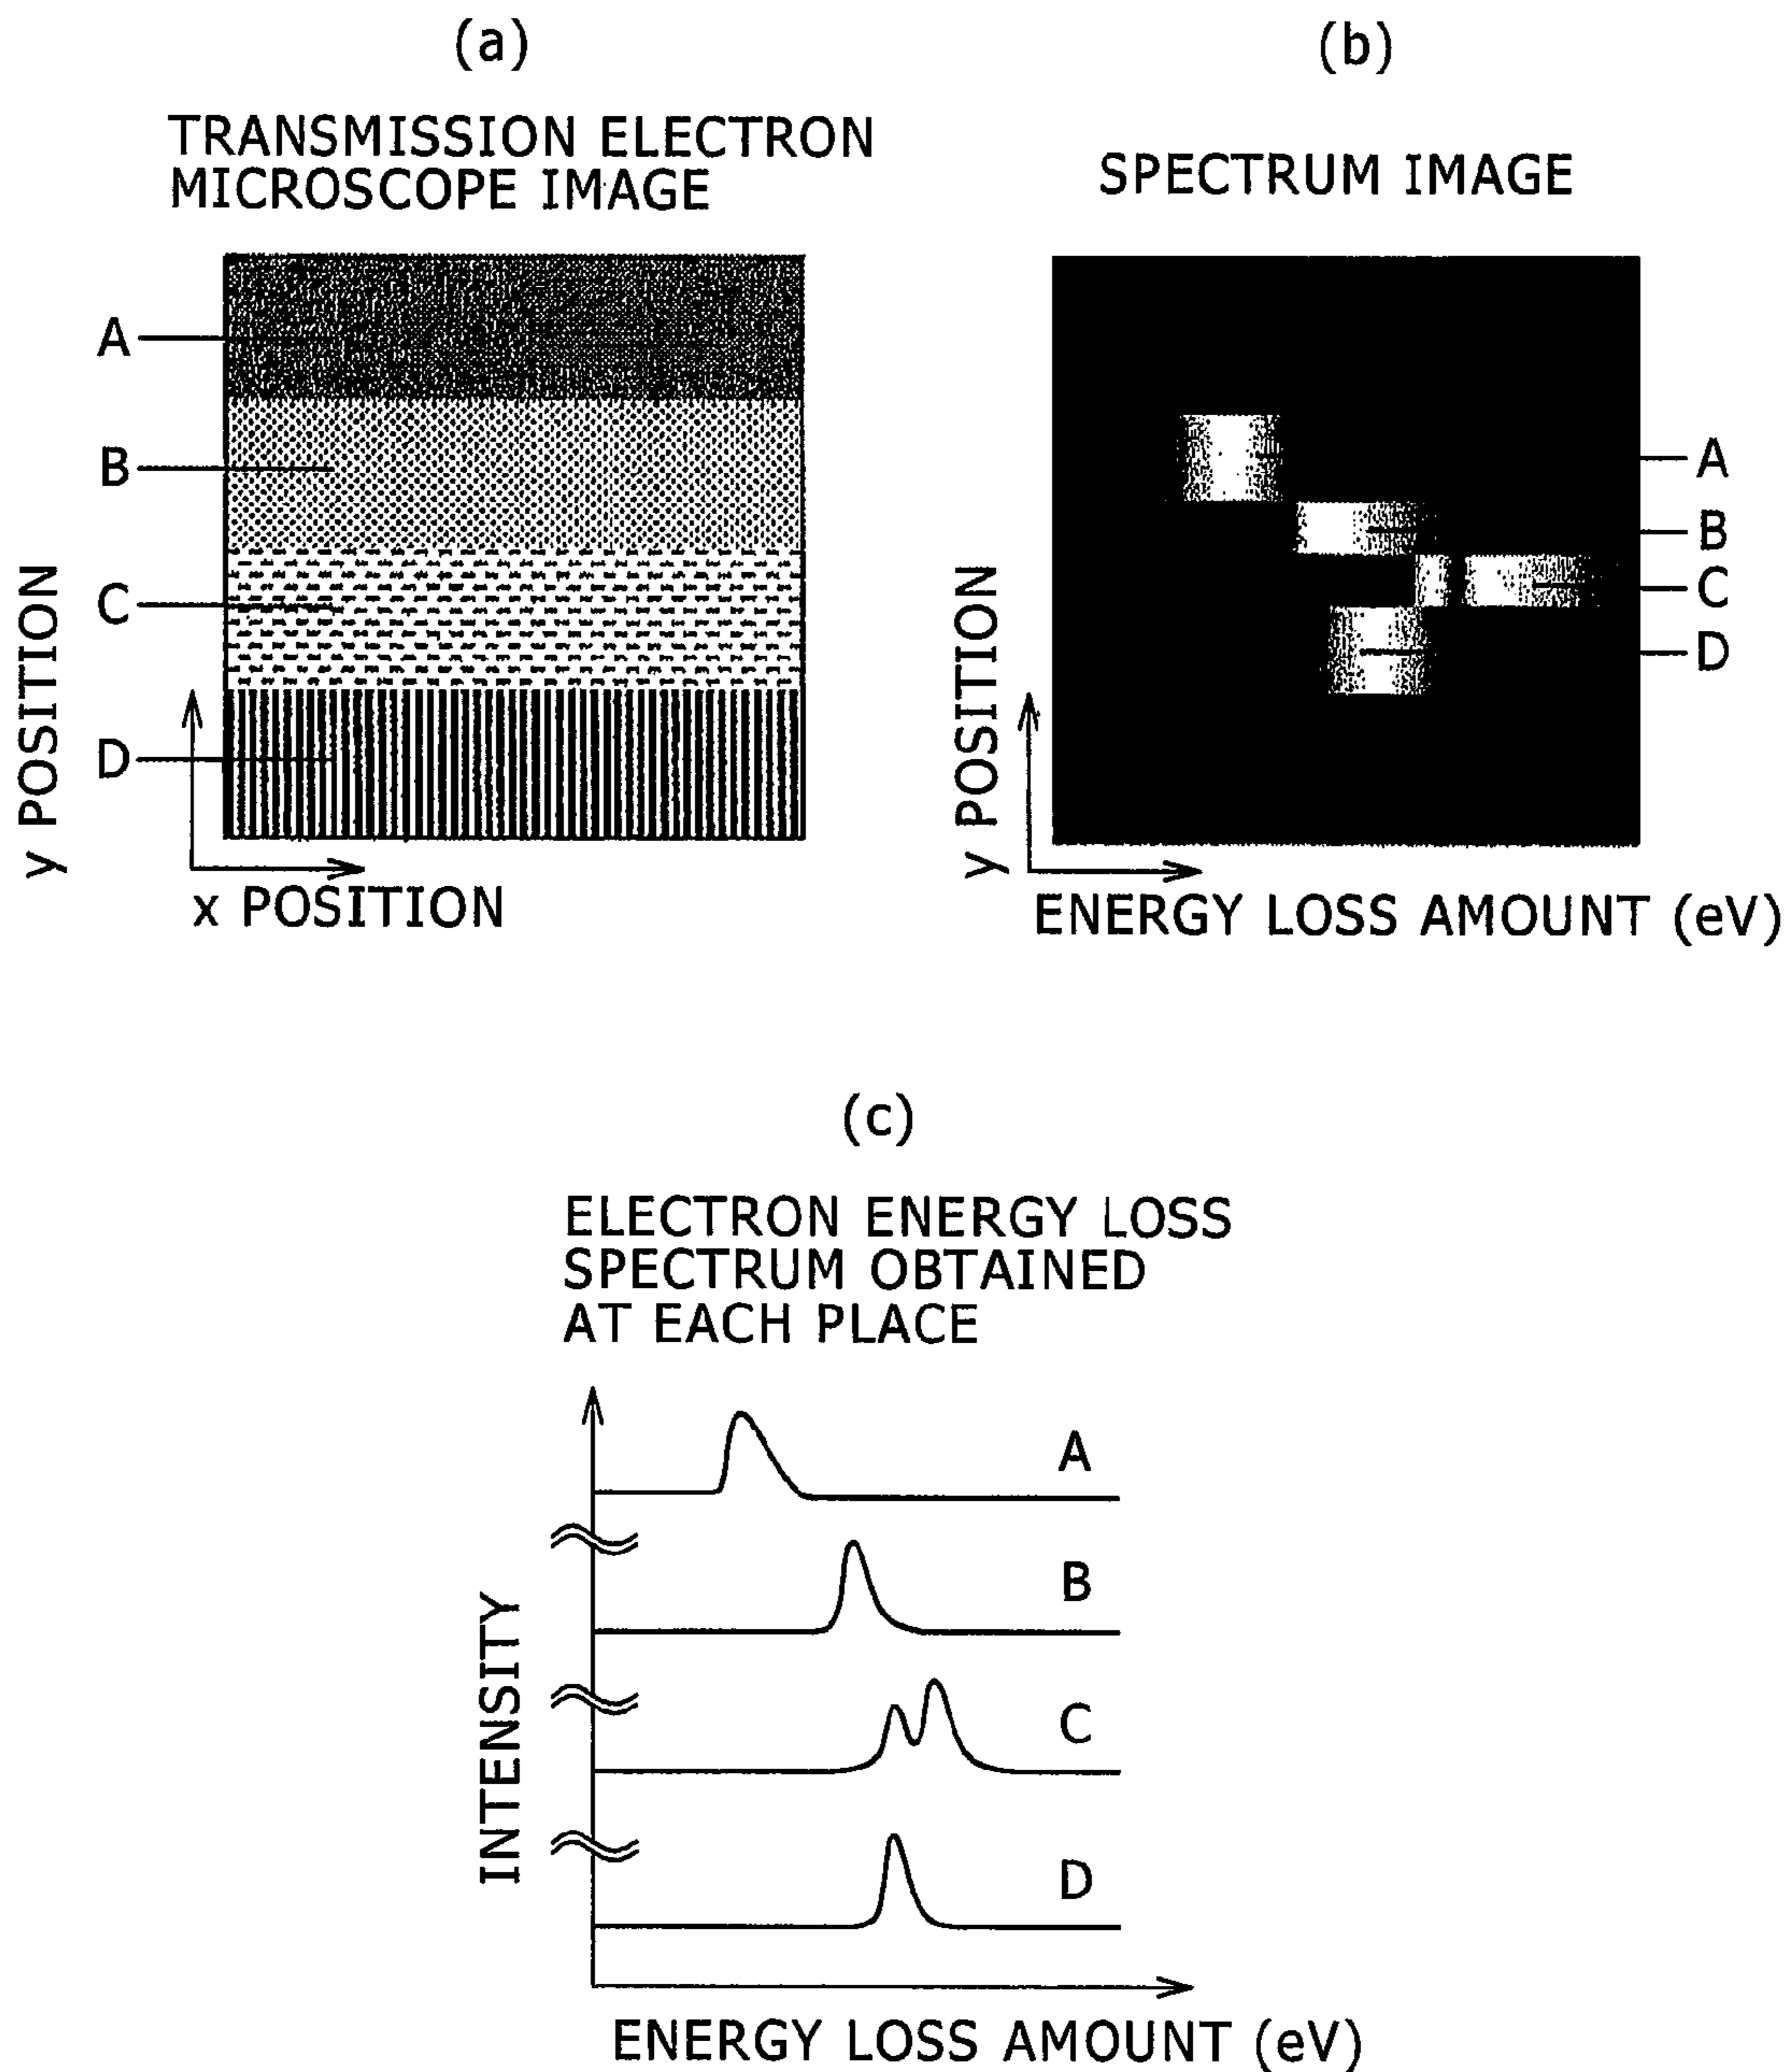 (a)
TRANSMISSION ELECTRON
MICROSCOPE IMAGE
A
B
C
D
y POSITION
x POSITION
(b)
SPECTRUM IMAGE
A
B
C
D
y POSITION
ENERGY LOSS AMOUNT (eV)
(c)
ELECTRON ENERGY LOSS
SPECTRUM OBTAINED
AT EACH PLACE
A
B
C
D
INTENSITY
ENERGY LOSS AMOUNT (eV)